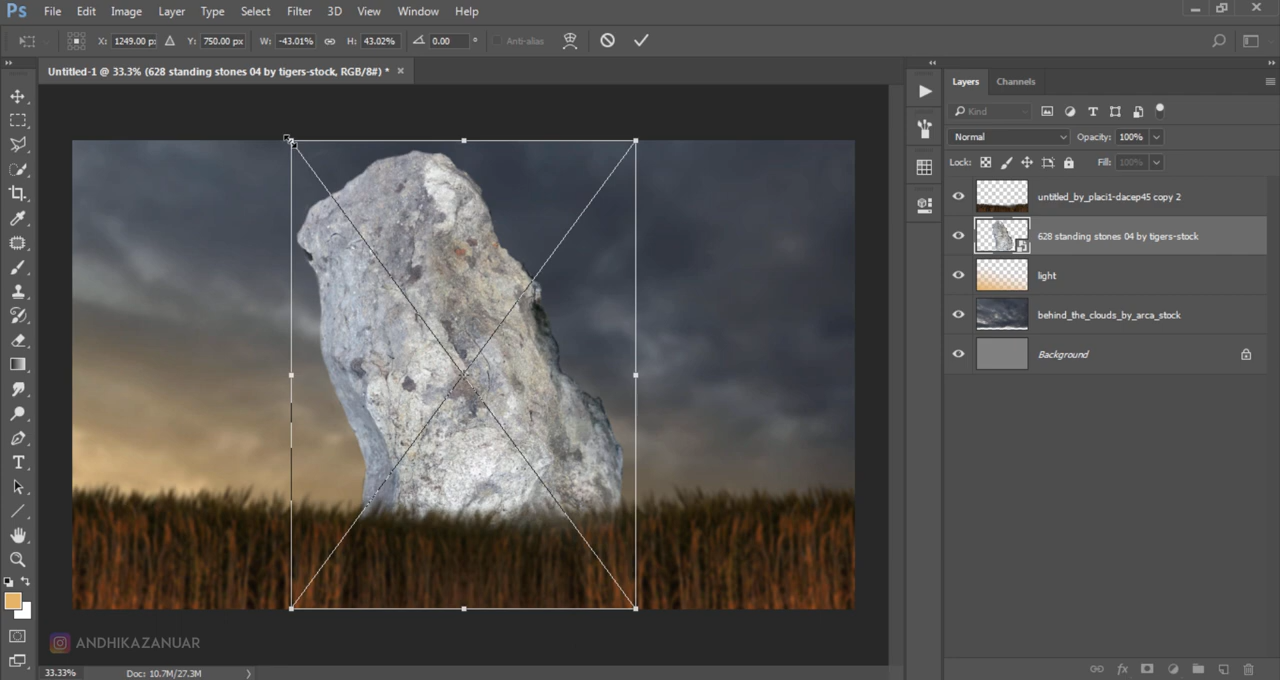 Ps File Edit Image Layer Type Select Filter 3D View Window Help
X: 1249.00 p: Y: 750.00 px W: -43.01% H: 43.02% 0.00 ° Anti-alias
Untitled-1 @ 33.3% (628 standing stones 04 by tigers-stock, RGB/8#) * ×
Layers Channels
Kind
Normal Opacity: 100%
Lock: Fill: 100%
untitled_by_placi1-dacep45 copy 2
628 standing stones 04 by tigers-stock
light
behind_the_clouds_by_arca_stock
Background
ANDHIKAZANUAR
33.33% Doc: 10.7M/27.3M